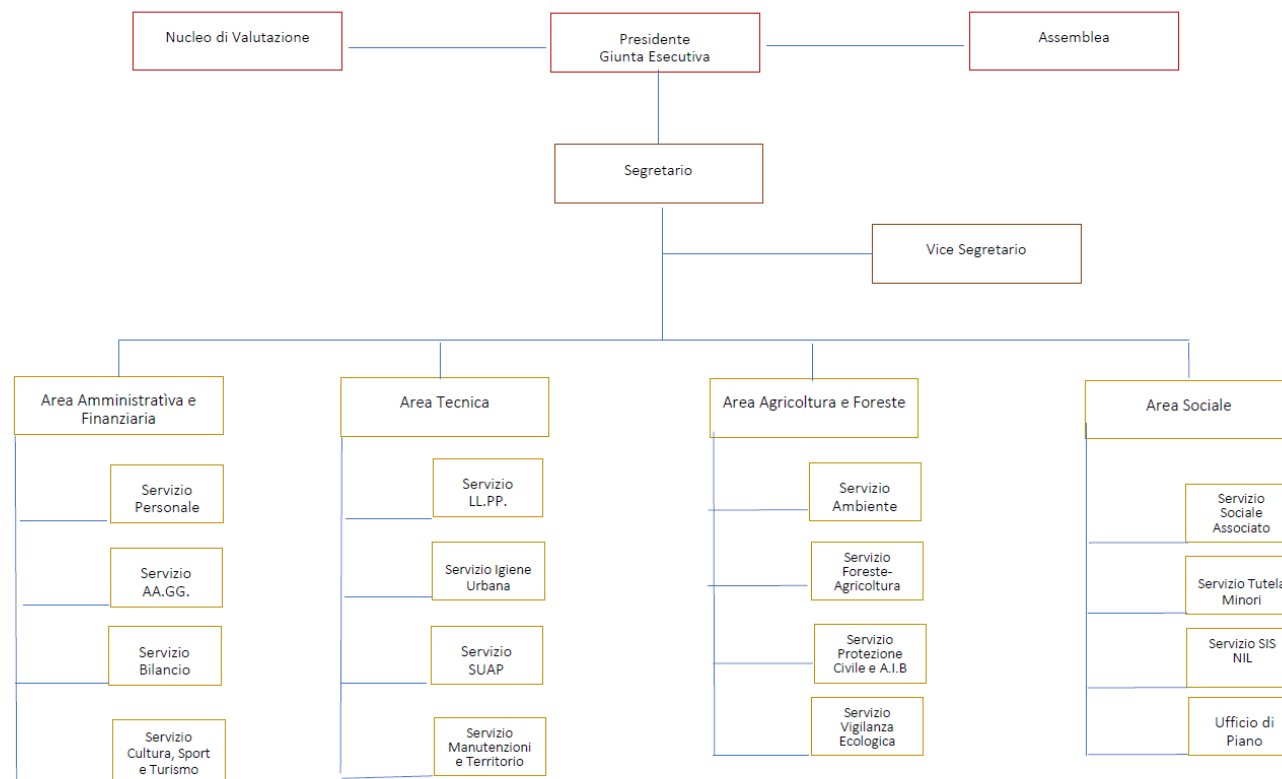 Nucleo di Valutazione
Presidente
Giunta Esecutiva
Assemblea
Segretario
Vice Segretario
Area Amministrativa e
Finanziaria
Area Tecnica
Area Agricoltura e Foreste
Area Sociale
Servizio
Personale
Servizio
AA.GG.
Servizio
Bilancio
Servizio
Cultura, Sport
e Turismo
Servizio
LL.PP.
Servizio Igiene
Urbana
Servizio
SUAP
Servizio
Manutenzioni
e Territorio
Servizio
Ambiente
Servizio
Foreste-
Agricoltura
Servizio
Protezione
Civile e A.I.B
Servizio
Vigilanza
Ecologica
Servizio
Sociale
Associato
Servizio Tutela
Minori
Servizio SIS
NIL
Ufficio di
Piano